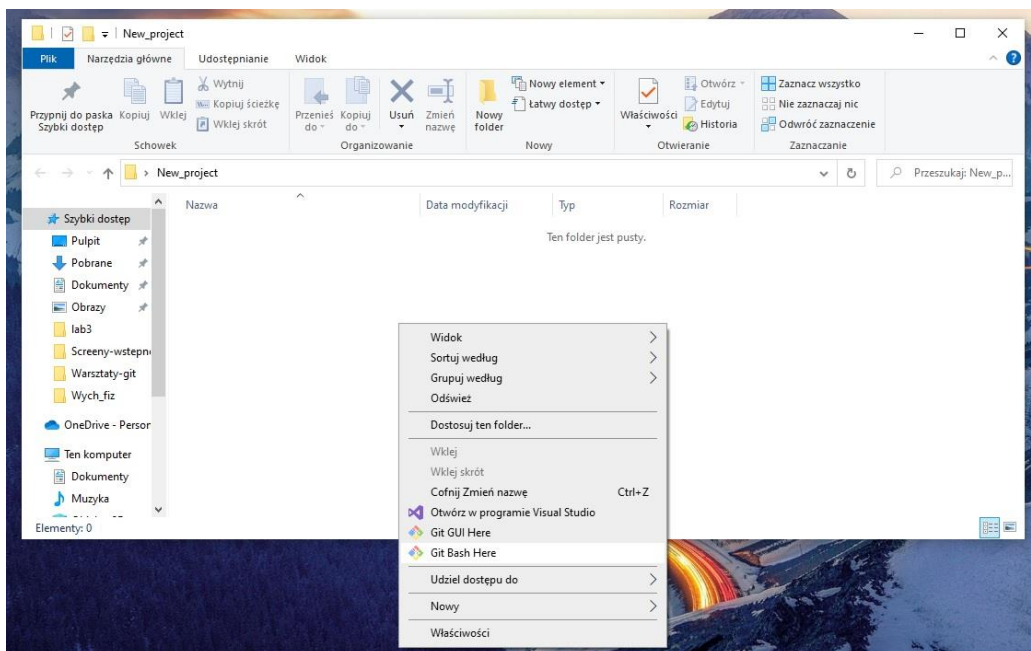 New_project
Plik Narzędzia główne Udostępnianie Widok
Przypnij do paska Szybki dostęp
Kopiuj
Wklej
Wytnij
Kopiuj ścieżkę
Wklej skrót
Schowek
Przenieś do
Kopiuj do
Usuń
Zmień nazwę
Organizowanie
Nowy folder
Nowy element
Łatwy dostęp
Nowy
Właściwości
Otwórz
Edytuj
Historia
Otwieranie
Zaznacz wszystko
Nie zaznaczaj nic
Odwróć zaznaczenie
Zaznaczanie
New_project
Przeszukaj: New_p...
Nazwa Data modyfikacji Typ Rozmiar
Ten folder jest pusty.
Szybki dostęp
Pulpit
Pobrane
Dokumenty
Obrazy
lab3
Screeny-wstępn
Warsztaty-git
Wych_fiz
OneDrive - Person
Ten komputer
Dokumenty
Muzyka
Elementy: 0
Widok
Sortuj według
Grupuj według
Odśwież
Dostosuj ten folder...
Wklej
Wklej skrót
Cofnij Zmień nazwę Ctrl+Z
Otwórz w programie Visual Studio
Git GUI Here
Git Bash Here
Udziel dostępu do
Nowy
Właściwości